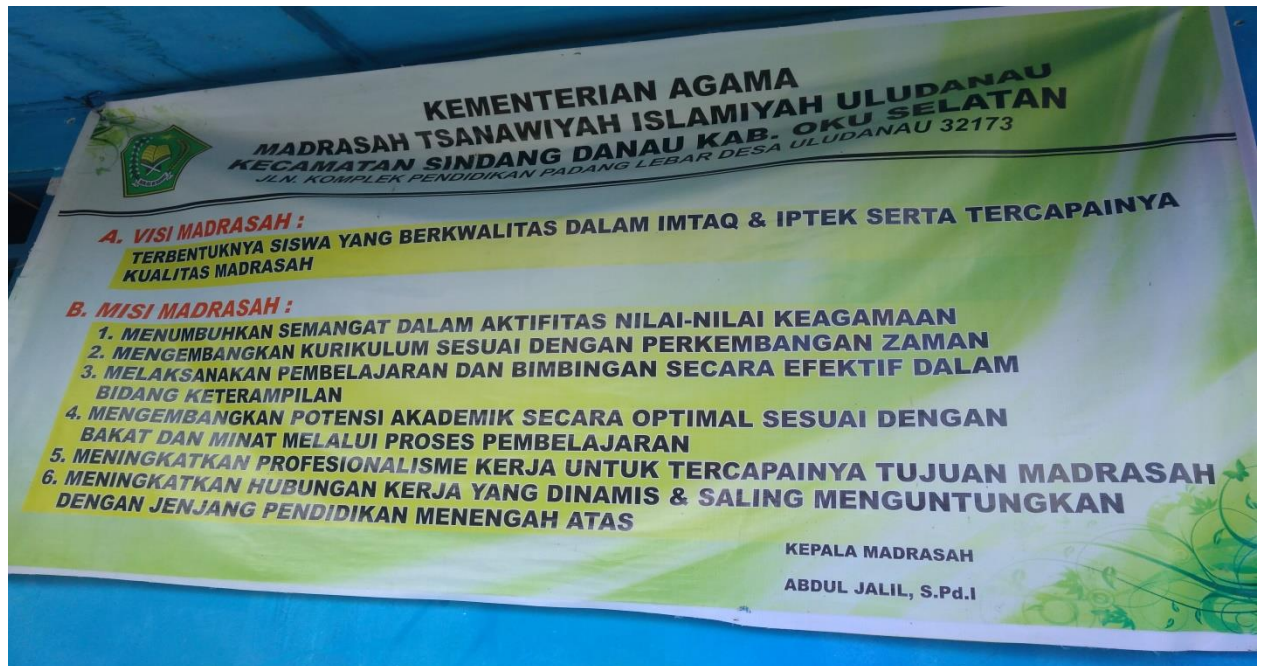 KEMENTERIAN AGAMA
MADRASAH TSANAWIYAH ISLAMIYAH ULUDANAU
KECAMATAN SINDANG DANAU KAB. OKU SELATAN
JLN. KOMPLEK PENDIDIKAN PADANG LEBAR DESA ULUDANAU 32173
A. VISI MADRASAH :
TERBENTUKNYA SISWA YANG BERKWALITAS DALAM IMTAQ & IPTEK SERTA TERCAPAINYA
KUALITAS MADRASAH
B. MISI MADRASAH :
1. MENUMBUHKAN SEMANGAT DALAM AKTIFITAS NILAI-NILAI KEAGAMAAN
2. MENGEMBANGKAN KURIKULUM SESUAI DENGAN PERKEMBANGAN ZAMAN
3. MELAKSANAKAN PEMBELAJARAN DAN BIMBINGAN SECARA EFEKTIF DALAM
BIDANG KETERAMPILAN
4. MENGEMBANGKAN POTENSI AKADEMIK SECARA OPTIMAL SESUAI DENGAN
BAKAT DAN MINAT MELALUI PROSES PEMBELAJARAN
5. MENINGKATKAN PROFESIONALISME KERJA UNTUK TERCAPAINYA TUJUAN MADRASAH
6. MENINGKATKAN HUBUNGAN KERJA YANG DINAMIS & SALING MENGUNTUNGKAN
DENGAN JENJANG PENDIDIKAN MENENGAH ATAS
KEPALA MADRASAH
ABDUL JALIL, S.Pd.I